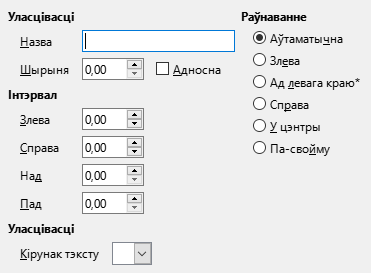 Уласцівасці
Назва
Шырыня 0,00 Адносна
Інтэрвал
Злева 0,00
Справа 0,00
Над 0,00
Пад 0,00
Уласцівасці
Кірунак тэксту
Раўнаванне
Аўтаматычна
Злева
Ад левага краю*
Справа
У цэнтры
Па-свойму